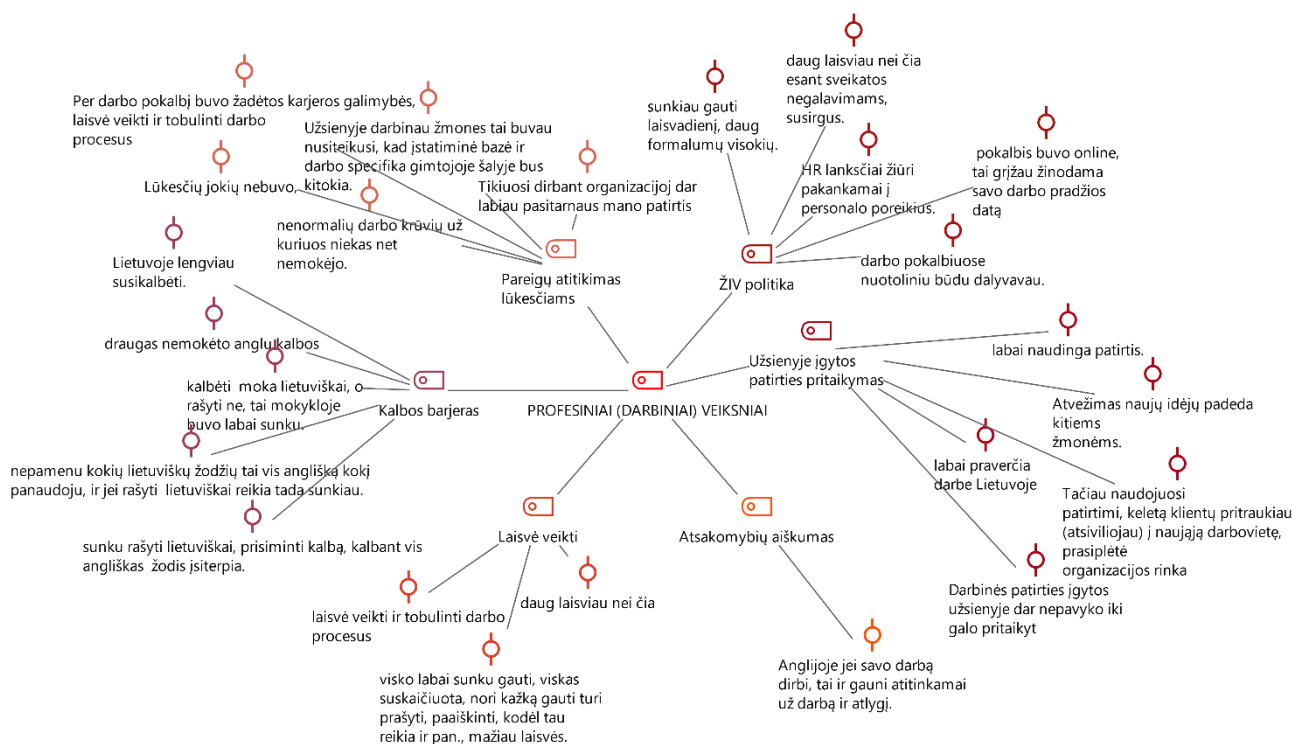 Per darbo pokalbį buvo žadėtos karjeros galimybės,
laisvė veikti ir tobulinti darbo
procesus
Užsienyje darbinau žmones tai buvau
nusiteikusi, kad įstatiminė bazė ir
darbo specifika gimtojoje šalyje bus
kitokia.
Lūkesčių jokių nebuvo,
Tikiuosi dirbant organizacijoj dar
labiau pasitarnaus mano patirtis
nenormalių darbo krūvių už
kuriuos niekas net
nemokėjo.
Pareigų atitikimas
lūkesčiams
sunkiau gauti
laisvadienį, daug
formalumų visokių.
daug laisviau nei čia
esant sveikatos
negalavimams,
susirgus.
HR lanksčiai žiūri
pakankamai į
personalo poreikius.
pokalbis buvo online,
tai grįžau žinodama
savo darbo pradžios
datą
darbo pokalbiuose
nuotoliniu būdu dalyvavau.
ŽIV politika
Lietuvoje lengviau
susikalbėti.
draugas nemokėto anglų kalbos
kalbėti  moka lietuviškai, o
rašyti ne, tai mokykloje
buvo labai sunku.
Kalbos barjeras
nepamenu kokių lietuviškų žodžių tai vis anglišką kokį
panaudoju, ir jei rašyti  lietuviškai reikia tada sunkiau.
sunku rašyti lietuviškai, prisiminti kalbą, kalbant vis
angliškas  žodis įsiterpia.
PROFESINIAI (DARBINIAI) VEIKSNIAI
Užsienyje įgytos
patirties pritaikymas
labai naudinga patirtis.
Atvežimas naujų idėjų padeda
kitiems
žmonėms.
labai praverčia
darbe Lietuvoje
Tačiau naudojuosi
patirtimi, keletą klientų pritraukiau
(atsiviliojau) į naująją darbovietę,
prasiplėtė
organizacijos rinka
Darbinės patirties įgytos
užsienyje dar nepavyko iki
galo pritaikyt
Laisvė veikti
laisvė veikti ir tobulinti darbo
procesus
daug laisviau nei čia
visko labai sunku gauti, viskas
suskaičiuota, nori kažką gauti turi
prašyti, paaiškinti, kodėl tau
reikia ir pan., mažiau laisvės.
Atsakomybių aiškumas
Anglijoje jei savo darbą
dirbi, tai ir gauni atitinkamai
už darbą ir atlygį.